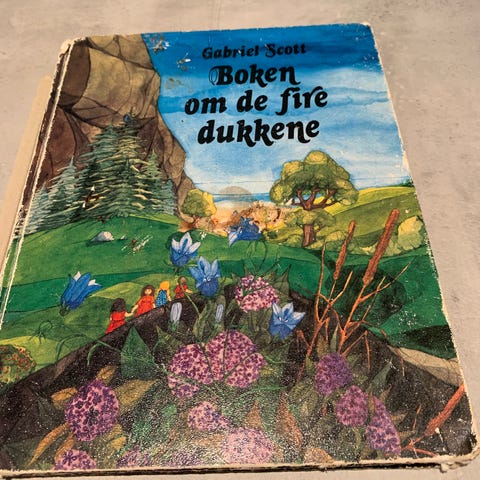 Gabriel Scott
Boken
om de fire
dukkene